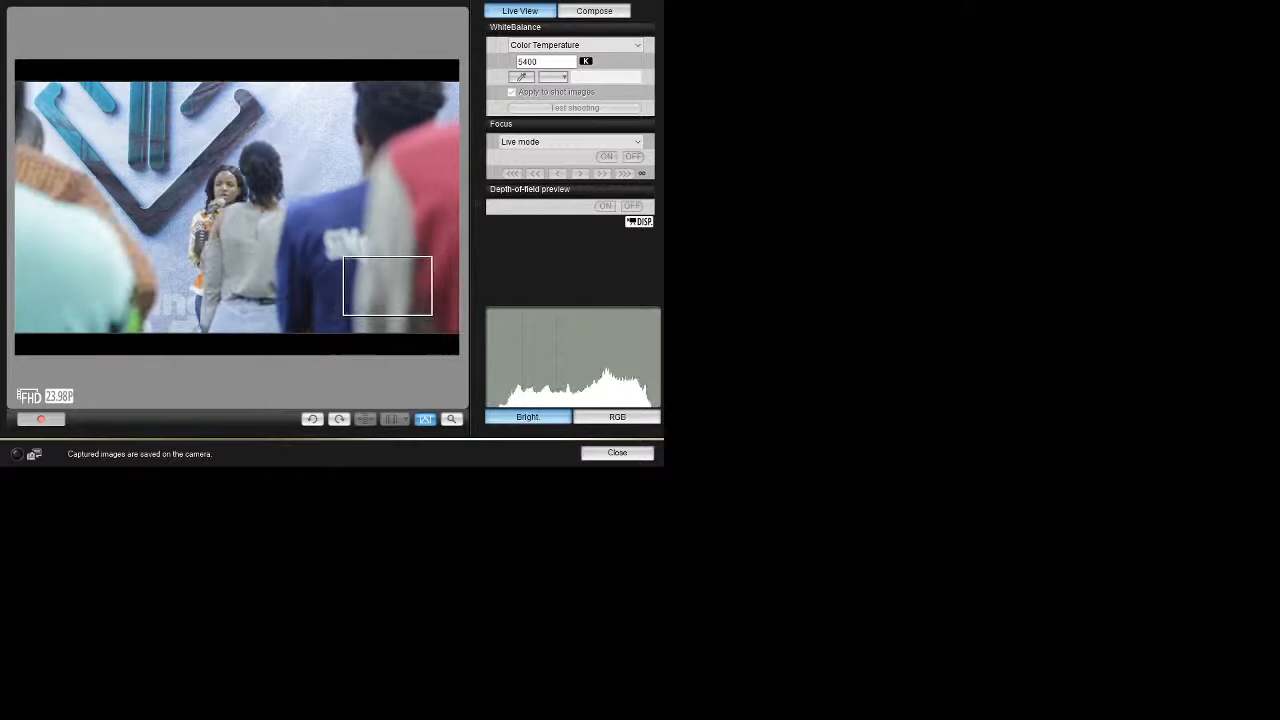 Live View
Compose
WhiteBalance
Color Temperature
5400
K
Apply to shot images
Test shooting
Focus
Live mode
ON
OFF
<<<
<<
<
>
>>
>>>
∞
Depth-of-field preview
ON
OFF
DISP.
FHD
23.98P
Bright.
RGB
Captured images are saved on the camera.
Close